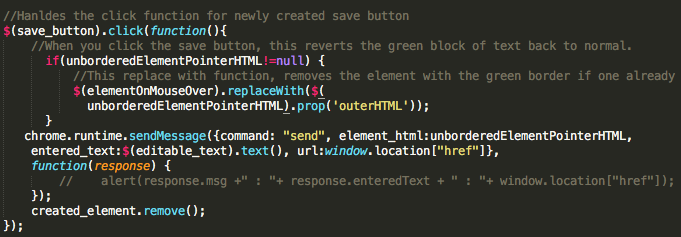 //Hanldes the click function for newly created save button
$(save_button).click(function(){
//When you click the save button, this reverts the green block of text back to normal.
if(unborderedElementPointerHTML!=null) {
//This replace with function, removes the element with the green border if one already
$(elementOnMouseOver).replaceWith($(
unborderedElementPointerHTML).prop('outerHTML'));
}
chrome.runtime.sendMessage({command: "send", element_html:unborderedElementPointerHTML,
entered_text:$(editable_text).text(), url:window.location["href"]},
function(response) {
// alert(response.msg +" : "+ response.enteredText + " : "+ window.location["href"]);
});
created_element.remove();
});